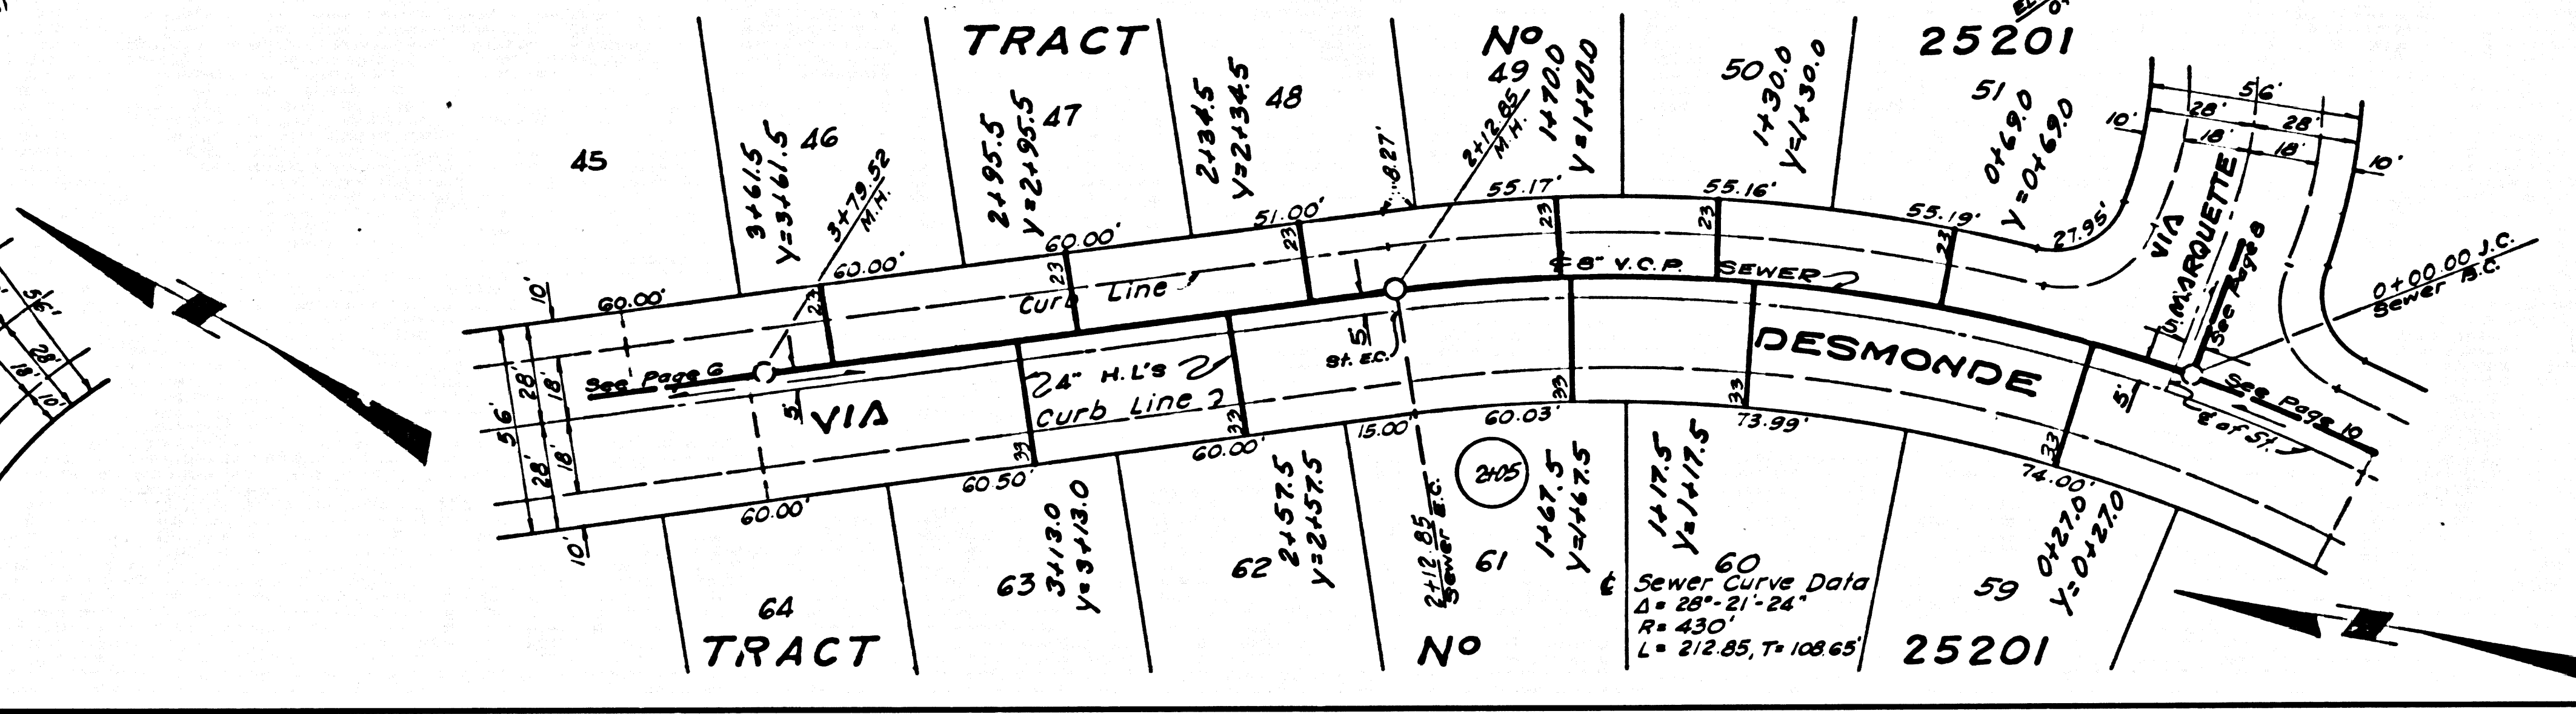 TRACT
Nº
25201
45
46
47
48
49
50
51
3+61.5
y=3+61.5
3+79.52
M.H.
2+95.5
y=2+95.5
2+34.5
y=2+34.5
8.27'
2+12.85
M.H.
1+70.0
y=1+70.0
1+30.0
y=1+30.0
0+69.0
y=0+69.0
56'
28'
28'
18'
18'
10'
10'
VIA
MARQUETTE
See Page 8
0+00.00 J.C.
Sewer B.C.
60.00'
60.00'
60.00'
51.00'
55.17'
55.16'
55.19'
27.95'
23
23
23
23
23
23
Curb Line
℄ 8" V.C.P. SEWER
10'
56'
28'
28'
18'
18'
10'
See Page 6
5'
VIA
4" H.L'S
Curb Line
5'
St. E.C.
DESMONDE
5'
See Page 10
℄ of St.
33
33
33
33
33
60.00'
60.50'
60.00'
15.00'
60.03'
73.99'
74.00'
64
63
62
61
60
59
3+13.0
y=3+13.0
2+57.5
y=2+57.5
2+12.85
Sewer E.C.
2+05
1+67.5
y=1+67.5
1+17.5
y=1+17.5
0+27.0
y=0+27.0
℄ Sewer Curve Data
Δ= 28°-21'-24"
R= 430'
L= 212.85, T= 108.65'
TRACT
Nº
25201
56'
28'
18'
10'